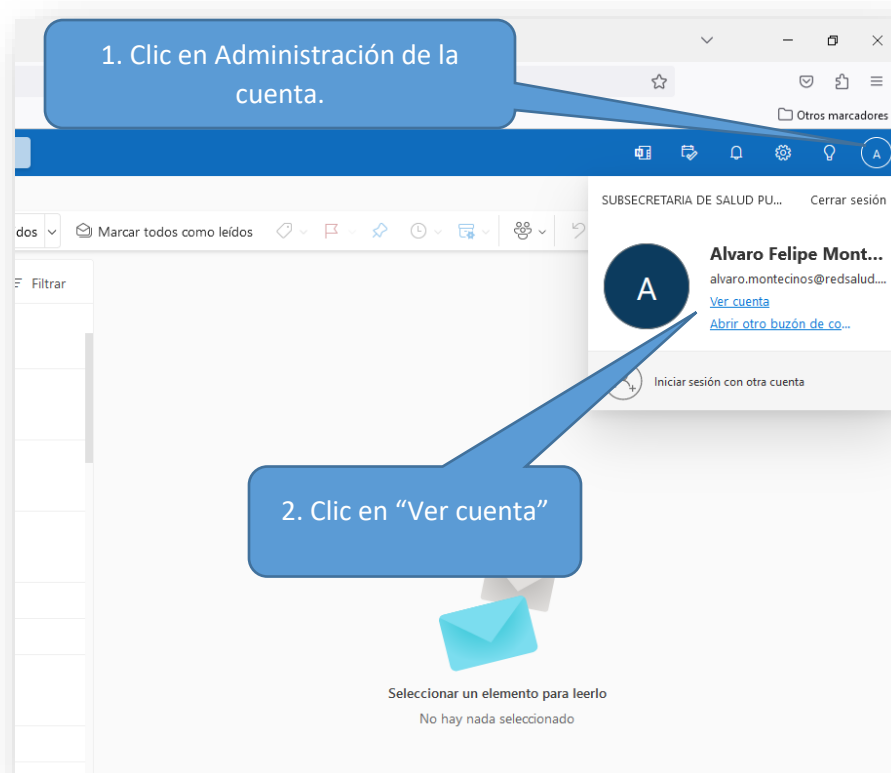 1. Clic en Administración de la
cuenta.
Otros marcadores
A
SUBSECRETARIA DE SALUD PU... Cerrar sesión
dos Marcar todos como leídos
Alvaro Felipe Mont...
alvaro.montecinos@redsalud....
A
Filtrar
Ver cuenta
Abrir otro buzón de co...
Iniciar sesión con otra cuenta
2. Clic en “Ver cuenta”
Seleccionar un elemento para leerlo
No hay nada seleccionado